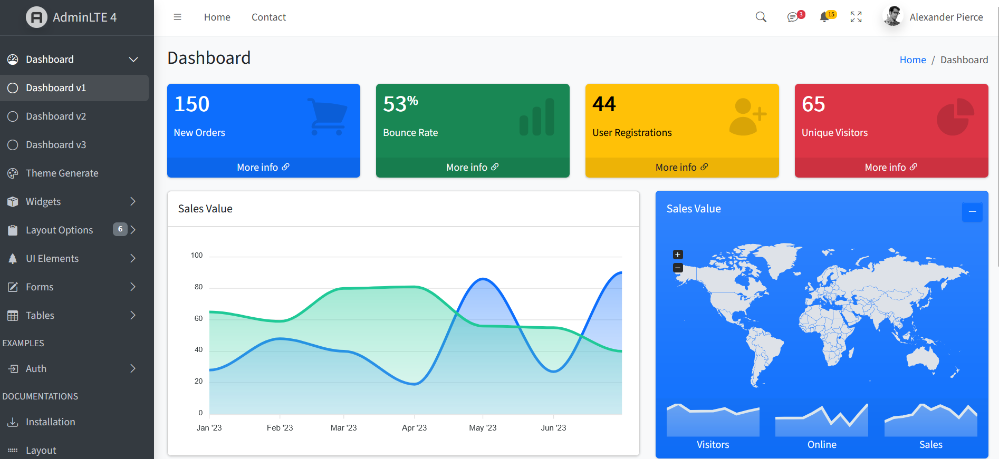 AdminLTE 4
Home
Contact
3
15
Alexander Pierce
Dashboard
Dashboard v1
Dashboard v2
Dashboard v3
Theme Generate
Widgets
Layout Options
6
UI Elements
Forms
Tables
EXAMPLES
Auth
DOCUMENTATIONS
Installation
Layout
Dashboard
Home / Dashboard
150
New Orders
More info
53%
Bounce Rate
More info
44
User Registrations
More info
65
Unique Visitors
More info
Sales Value
100
80
60
40
20
0
Jan '23
Feb '23
Mar '23
Apr '23
May '23
Jun '23
Sales Value
+
−
Visitors
Online
Sales